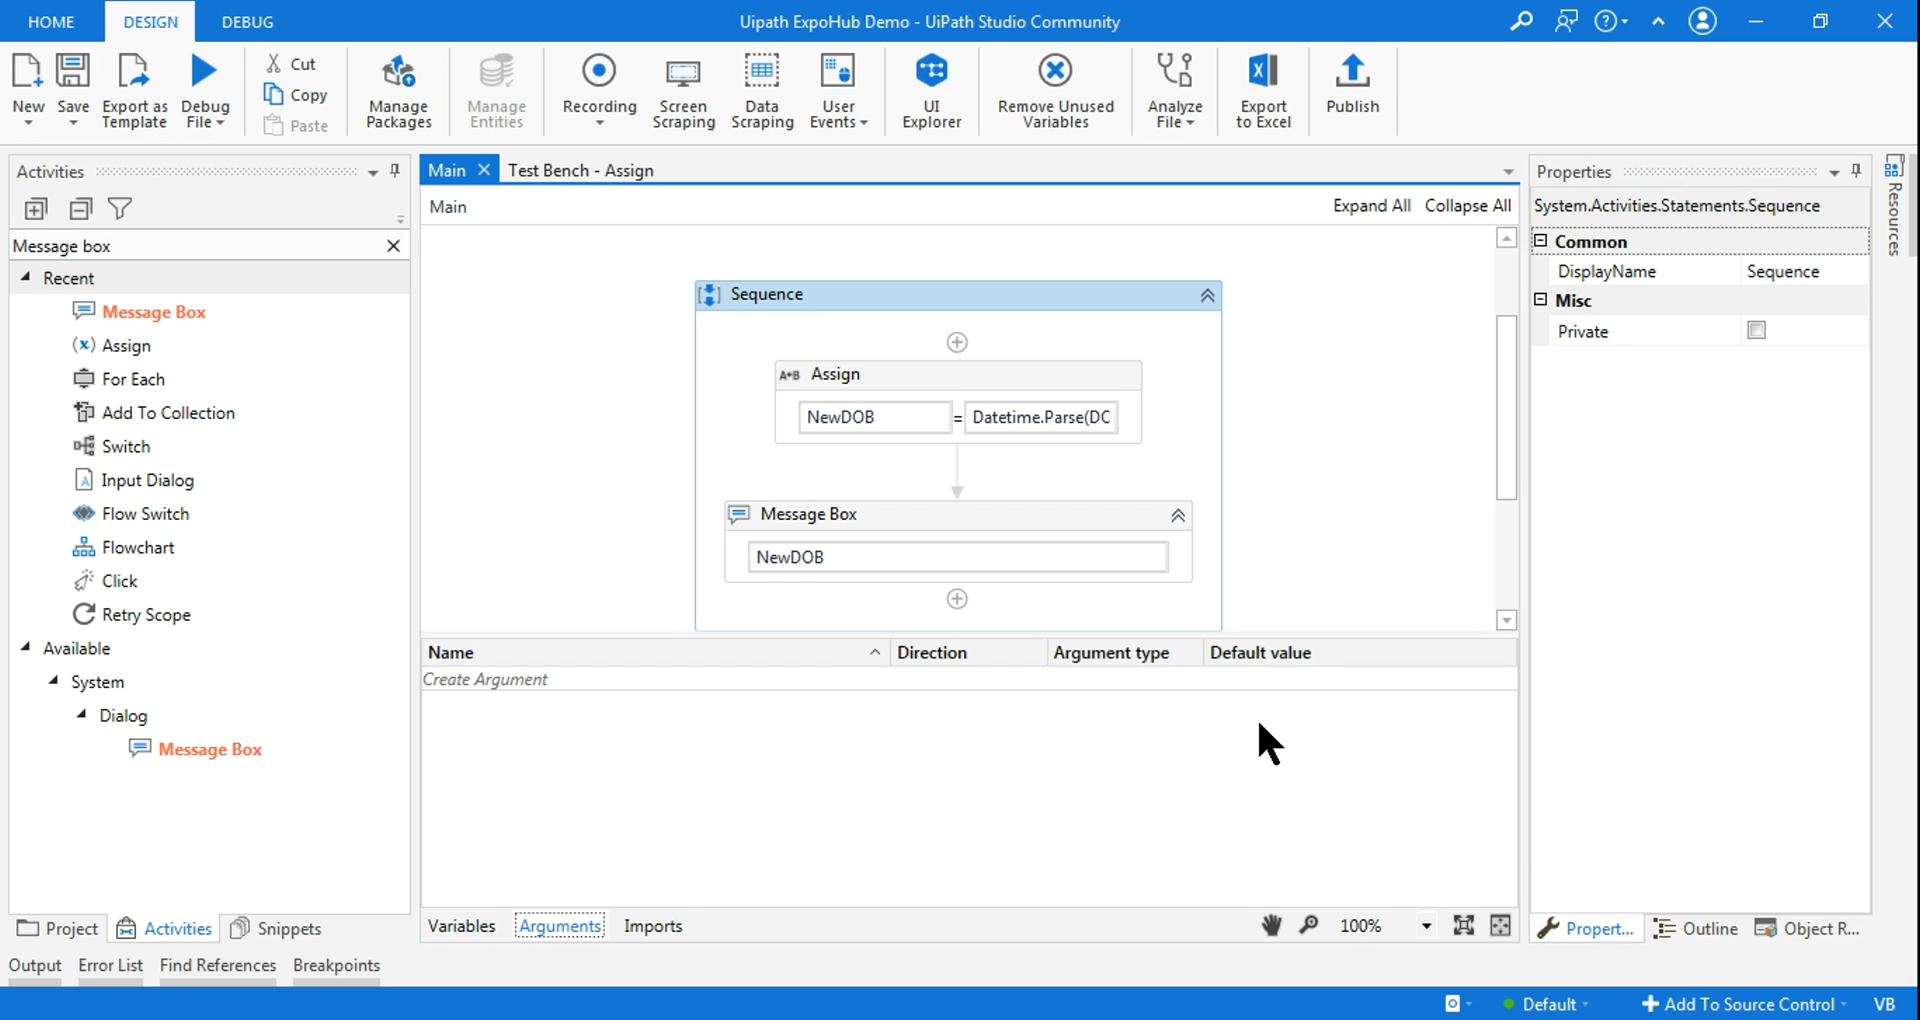 HOME DESIGN DEBUG Uipath ExpoHub Demo - UiPath Studio Community
New Save Export as Template Debug File
Cut
Copy
Paste
Manage Packages Manage Entities Recording Screen Scraping Data Scraping User Events UI Explorer Remove Unused Variables Analyze File Export to Excel Publish
Activities
Message box
Recent
Message Box
Assign
For Each
Add To Collection
Switch
Input Dialog
Flow Switch
Flowchart
Click
Retry Scope
Available
System
Dialog
Message Box
Project Activities Snippets
Main Test Bench - Assign
Main Expand All Collapse All
Sequence
A+B Assign
NewDOB = Datetime.Parse(DC
Message Box
NewDOB
Name Direction Argument type Default value
Create Argument
Variables Arguments Imports 100%
Properties
System.Activities.Statements.Sequence
Common
DisplayName Sequence
Misc
Private
Propert... Outline Object R...
Resources
Output Error List Find References Breakpoints
Default Add To Source Control VB